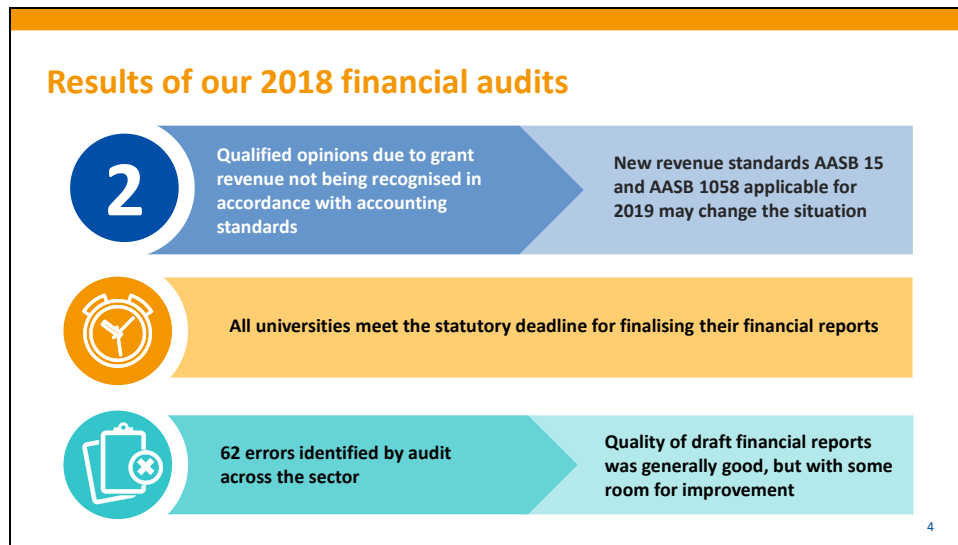 Results of our 2018 financial audits
2
Qualified opinions due to grant
revenue not being recognised in
accordance with accounting
standards
New revenue standards AASB 15
and AASB 1058 applicable for
2019 may change the situation
All universities meet the statutory deadline for finalising their financial reports
62 errors identified by audit
across the sector
Quality of draft financial reports
was generally good, but with some
room for improvement
4